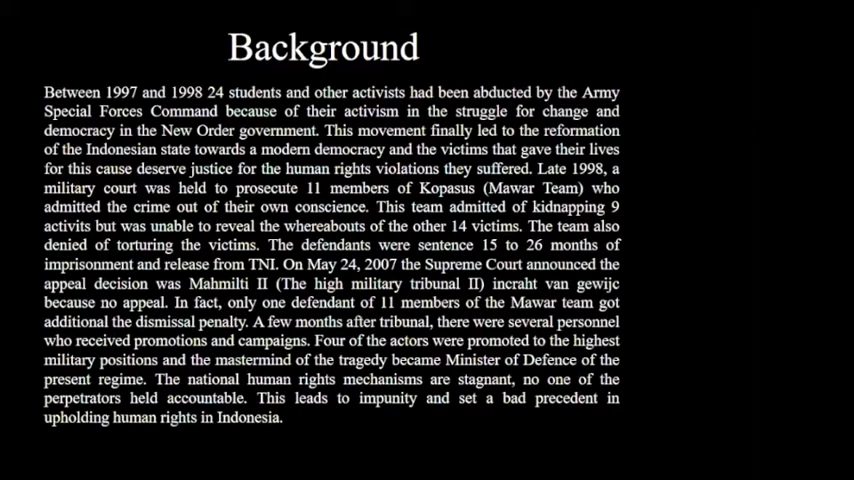 Background
Between 1997 and 1998 24 students and other activists had been abducted by the Army
Special Forces Command because of their activism in the struggle for change and
democracy in the New Order government. This movement finally led to the reformation
of the Indonesian state towards a modern democracy and the victims that gave their lives
for this cause deserve justice for the human rights violations they suffered. Late 1998, a
military court was held to prosecute 11 members of Kopasus (Mawar Team) who
admitted the crime out of their own conscience. This team admitted of kidnapping 9
activits but was unable to reveal the whereabouts of the other 14 victims. The team also
denied of torturing the victims. The defendants were sentence 15 to 26 months of
imprisonment and release from TNI. On May 24, 2007 the Supreme Court announced the
appeal decision was Mahmilti II (The high military tribunal II) incraht van gewijc
because no appeal. In fact, only one defendant of 11 members of the Mawar team got
additional the dismissal penalty. A few months after tribunal, there were several personnel
who received promotions and campaigns. Four of the actors were promoted to the highest
military positions and the mastermind of the tragedy became Minister of Defence of the
present regime. The national human rights mechanisms are stagnant, no one of the
perpetrators held accountable. This leads to impunity and set a bad precedent in
upholding human rights in Indonesia.